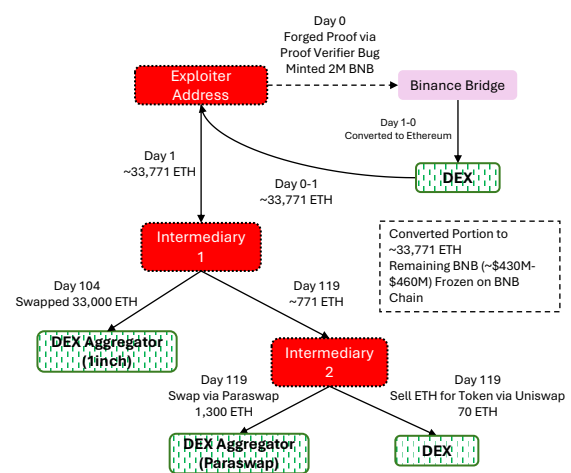 Day 0
Forged Proof via
Proof Verifier Bug
Minted 2M BNB
Exploiter
Address
Binance Bridge
Day 1-0
Converted to Ethereum
Day 1
~33,771 ETH
Day 0-1
~33,771 ETH
DEX
Intermediary
1
Converted Portion to
~33,771 ETH
Remaining BNB (~$430M-
$460M) Frozen on BNB
Chain
Day 104
Swapped 33,000 ETH
Day 119
~771 ETH
DEX Aggregator
(1inch)
Intermediary
2
Day 119
Swap via Paraswap
1,300 ETH
Day 119
Sell ETH for Token via Uniswap
70 ETH
DEX Aggregator
(Paraswap)
DEX